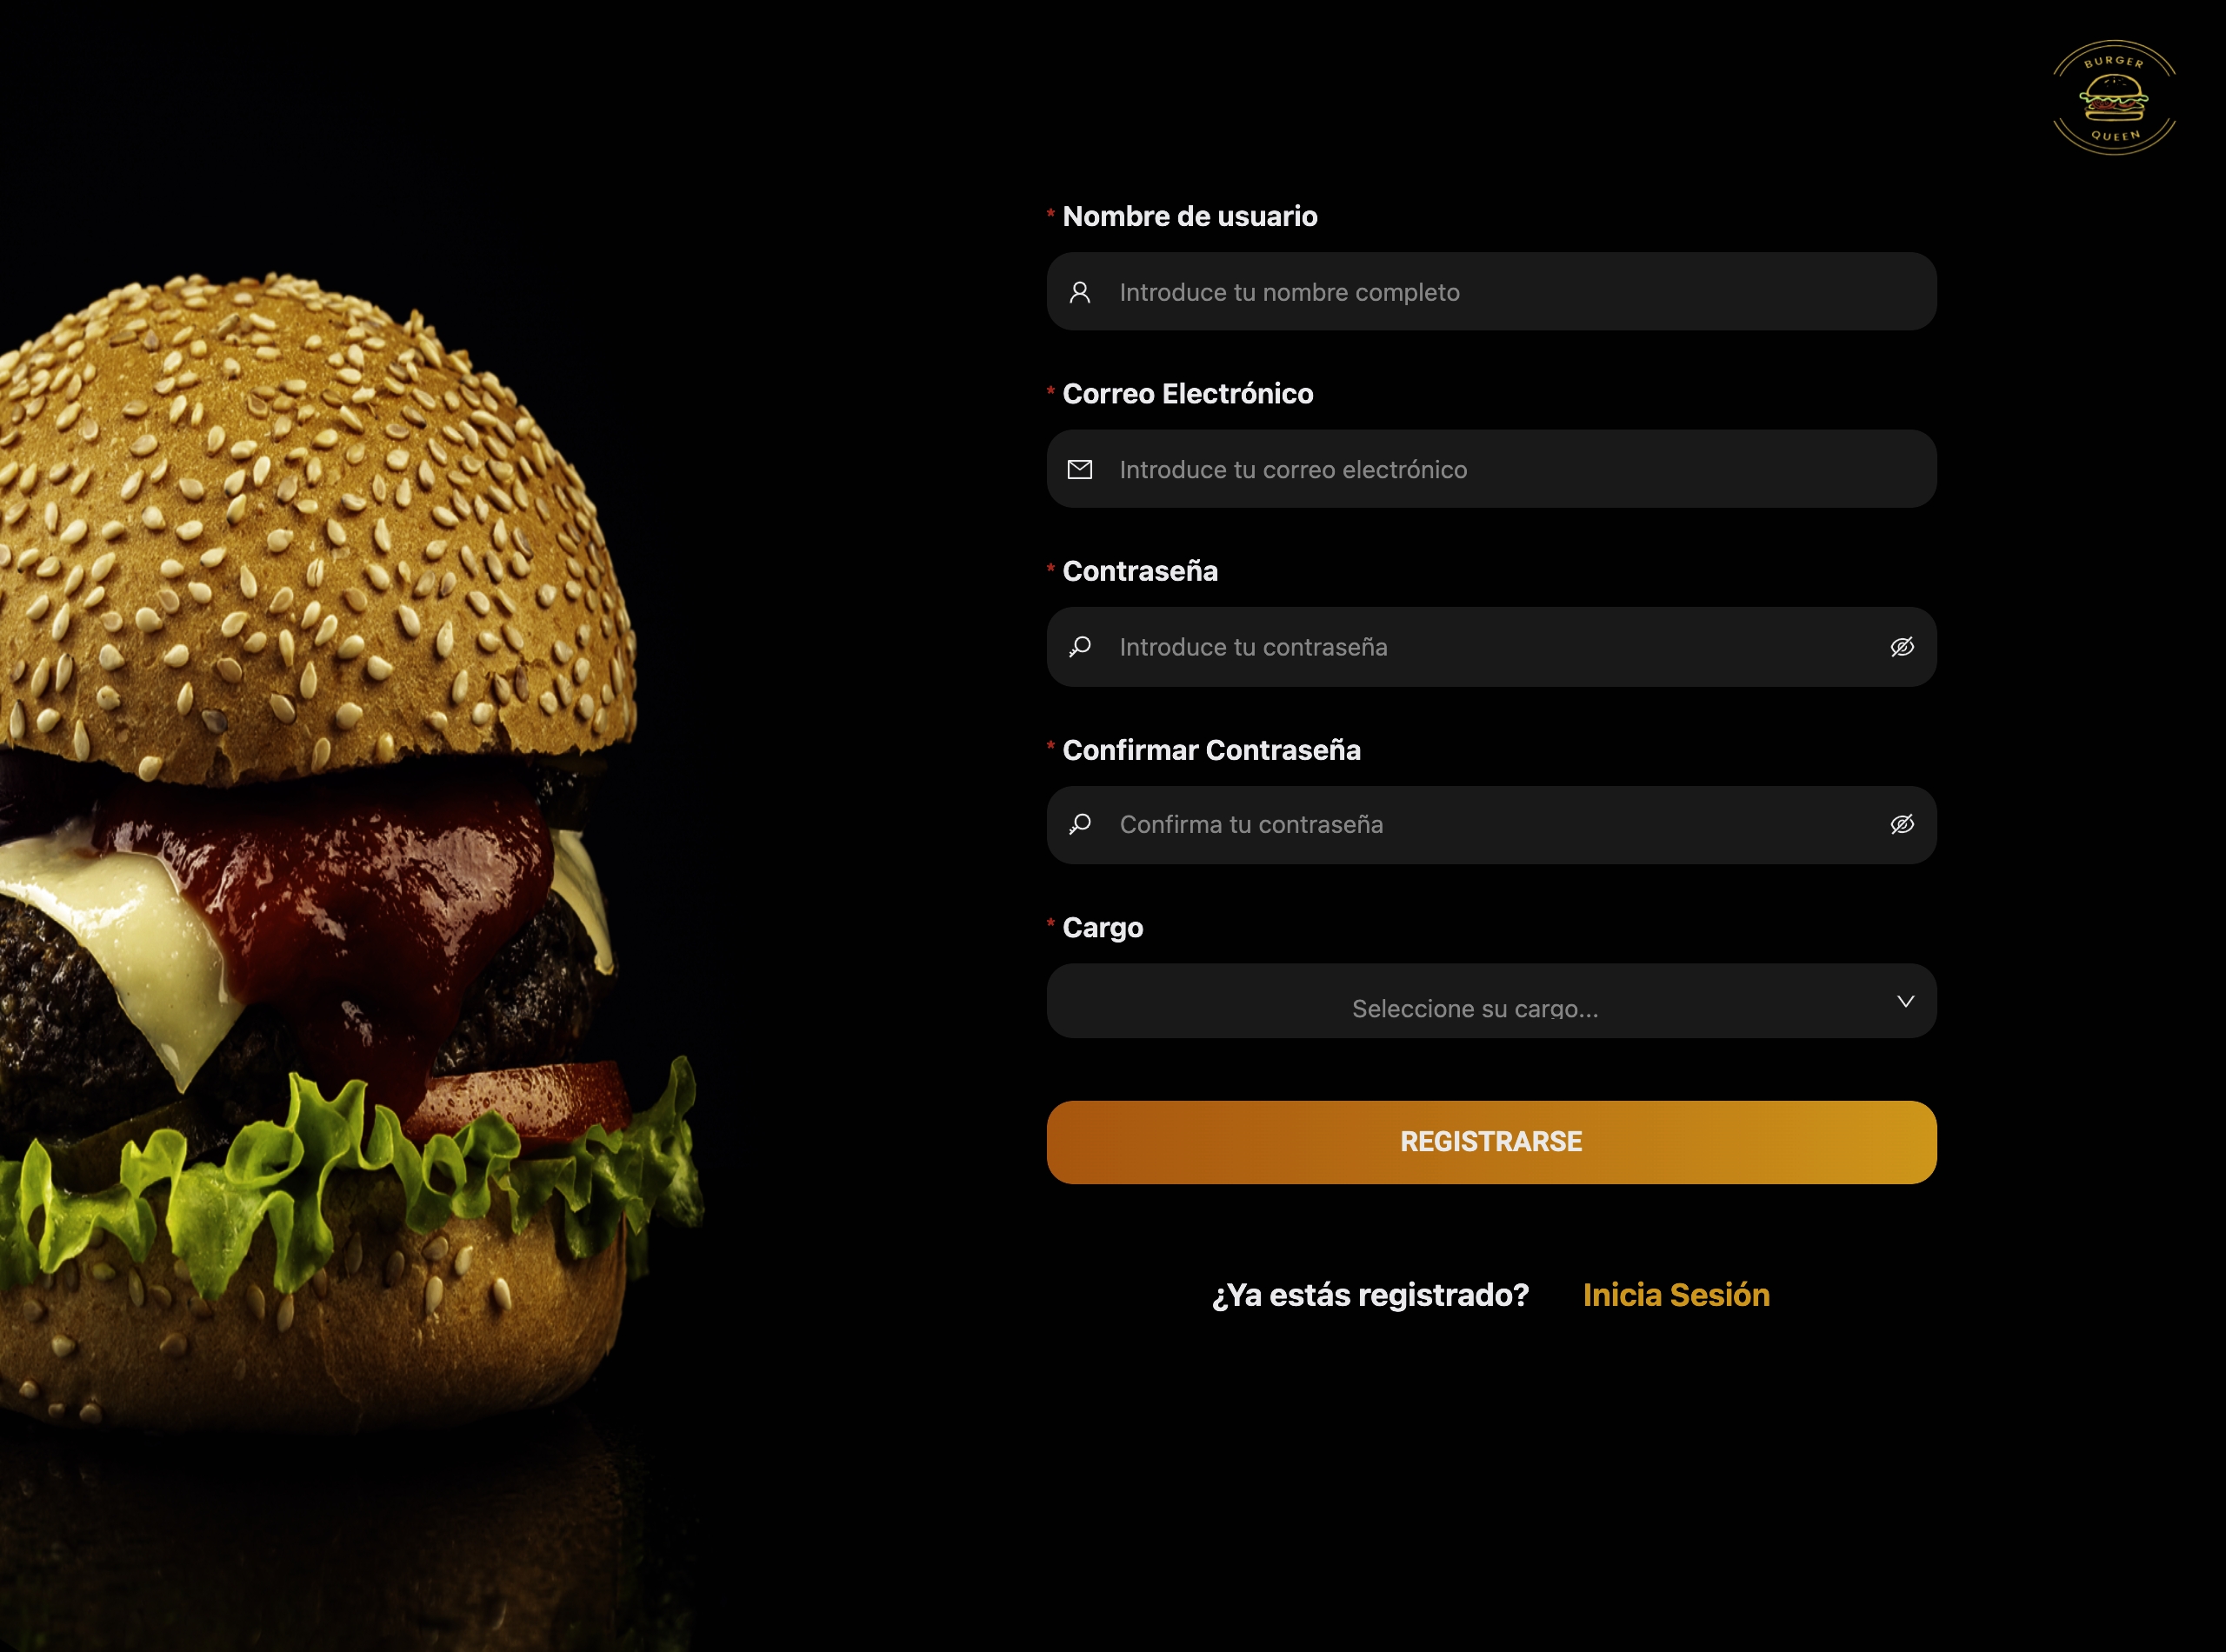 BURGER
QUEEN
* Nombre de usuario
Introduce tu nombre completo
* Correo Electrónico
Introduce tu correo electrónico
* Contraseña
Introduce tu contraseña
* Confirmar Contraseña
Confirma tu contraseña
* Cargo
Seleccione su cargo...
REGISTRARSE
¿Ya estás registrado? Inicia Sesión